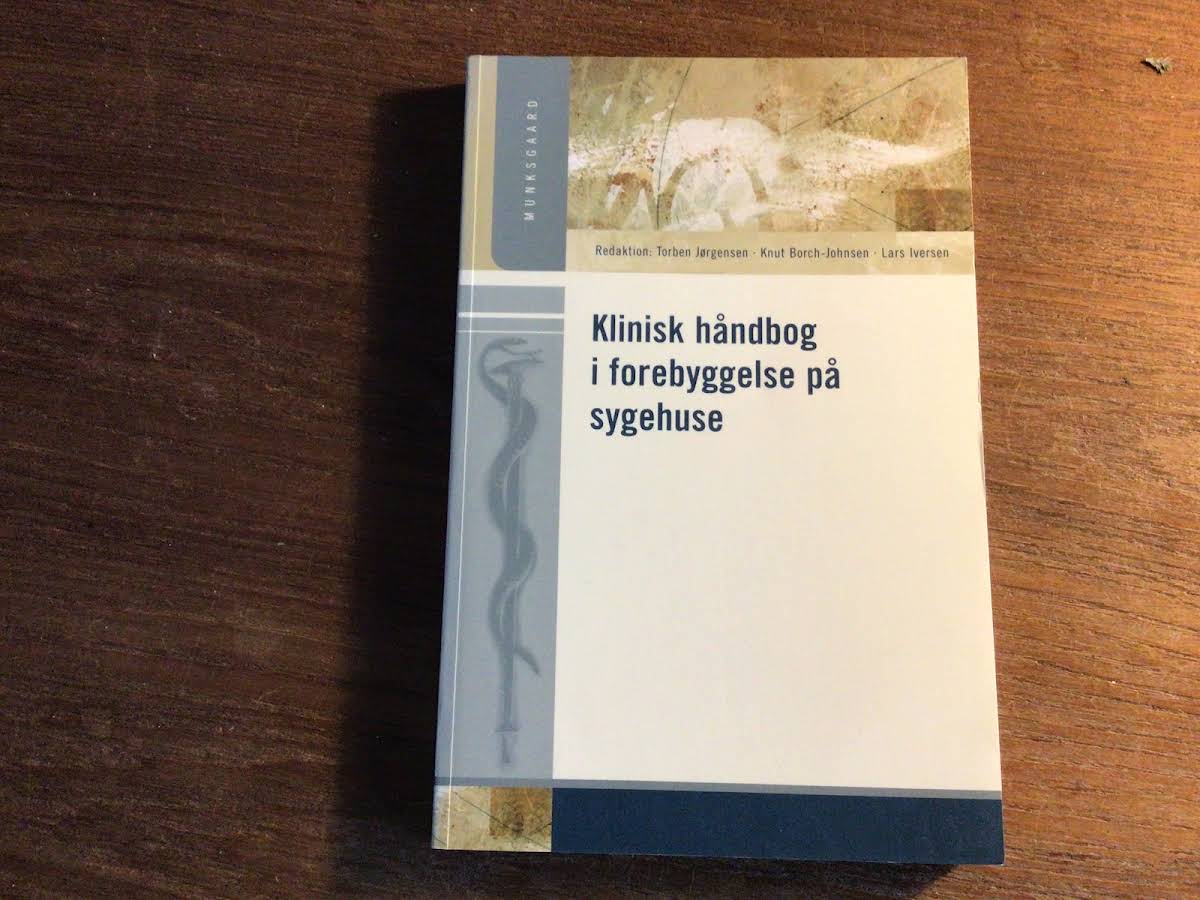 MUNKSGAARD
Redaktion: Torben Jørgensen · Knut Borch-Johnsen · Lars Iversen
Klinisk håndbog
i forebyggelse på
sygehuse